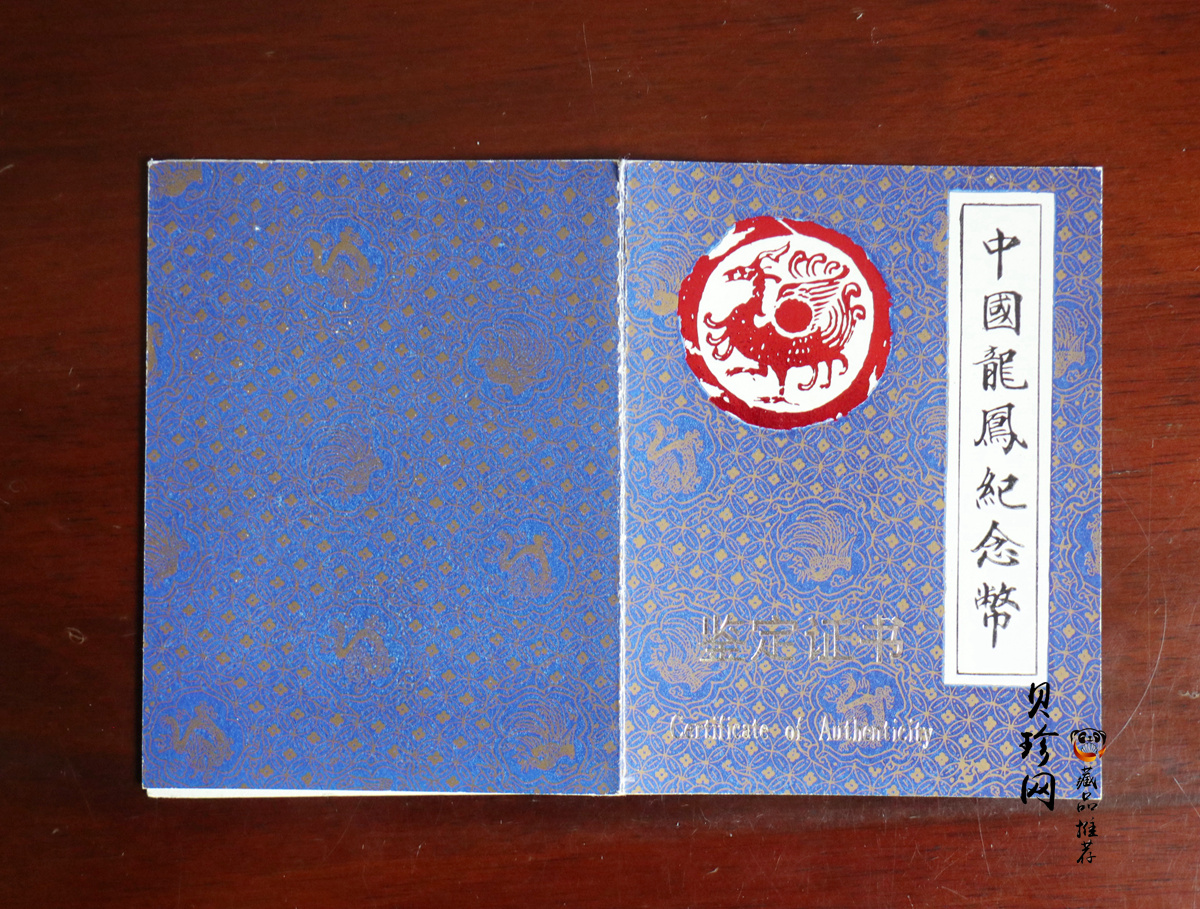 中國龍鳳紀念幣
鉴定证书
Certificate of Authenticity
贝珍网
藏品推荐